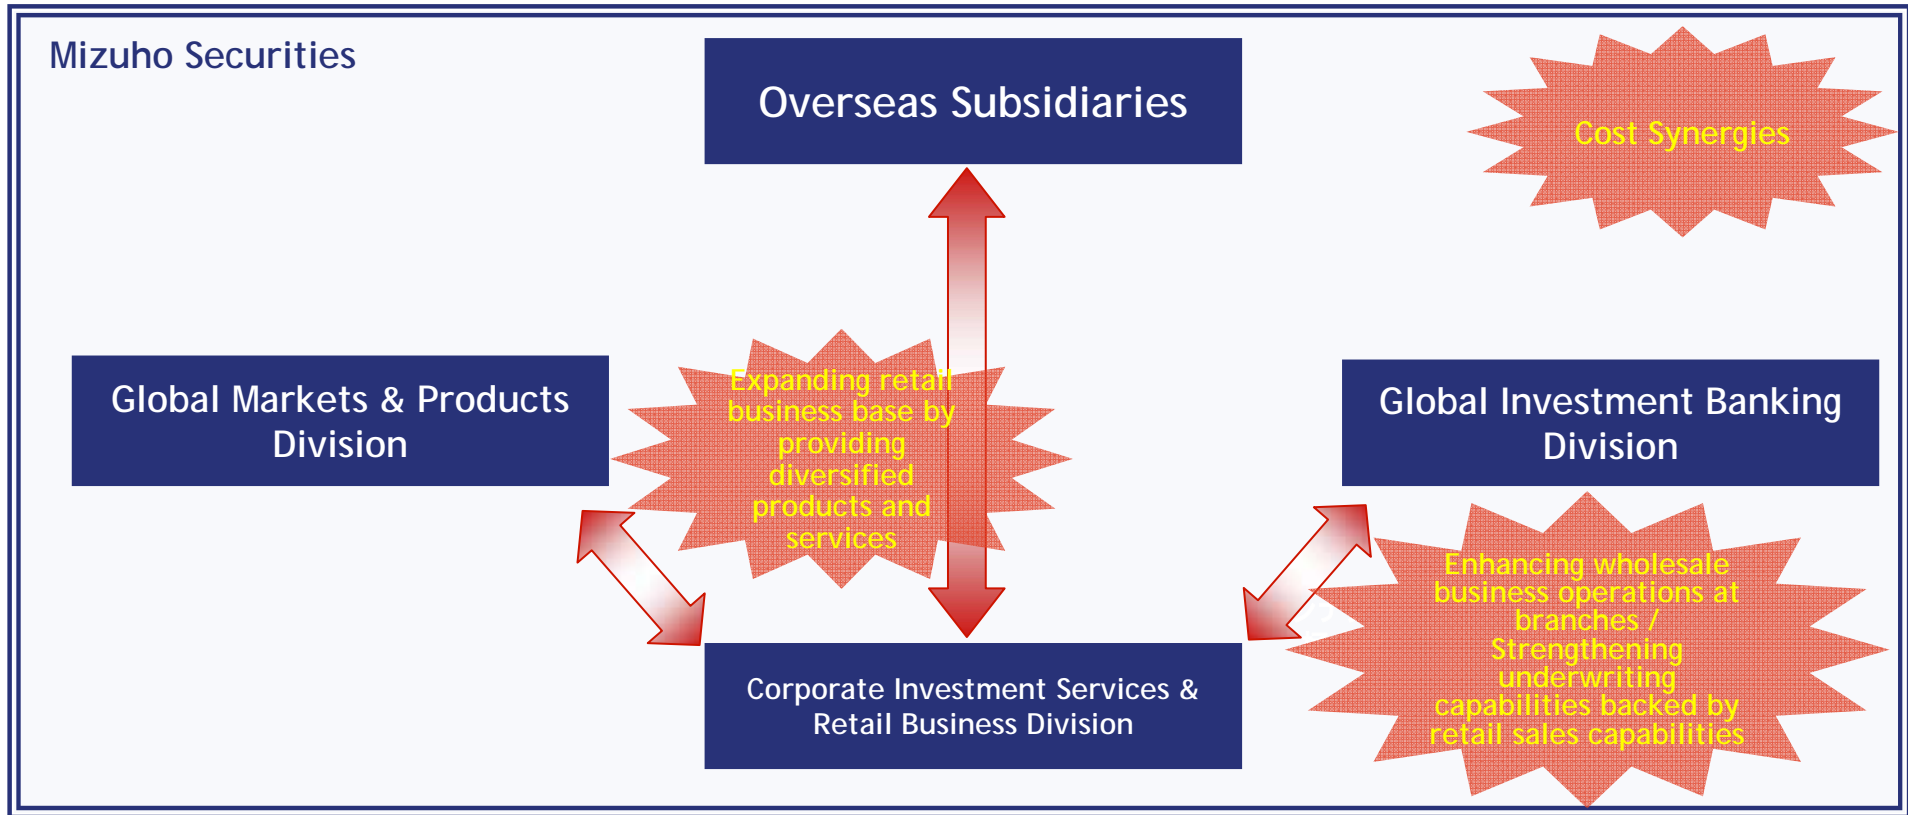 Mizuho Securities
Overseas Subsidiaries
Cost Synergies
Global Markets & Products
Division
Expanding retail
business base by
providing
diversified
products and
services
Global Investment Banking
Division
Enhancing wholesale
business operations at
branches /
Strengthening
underwriting
capabilities backed by
retail sales capabilities
Corporate Investment Services &
Retail Business Division